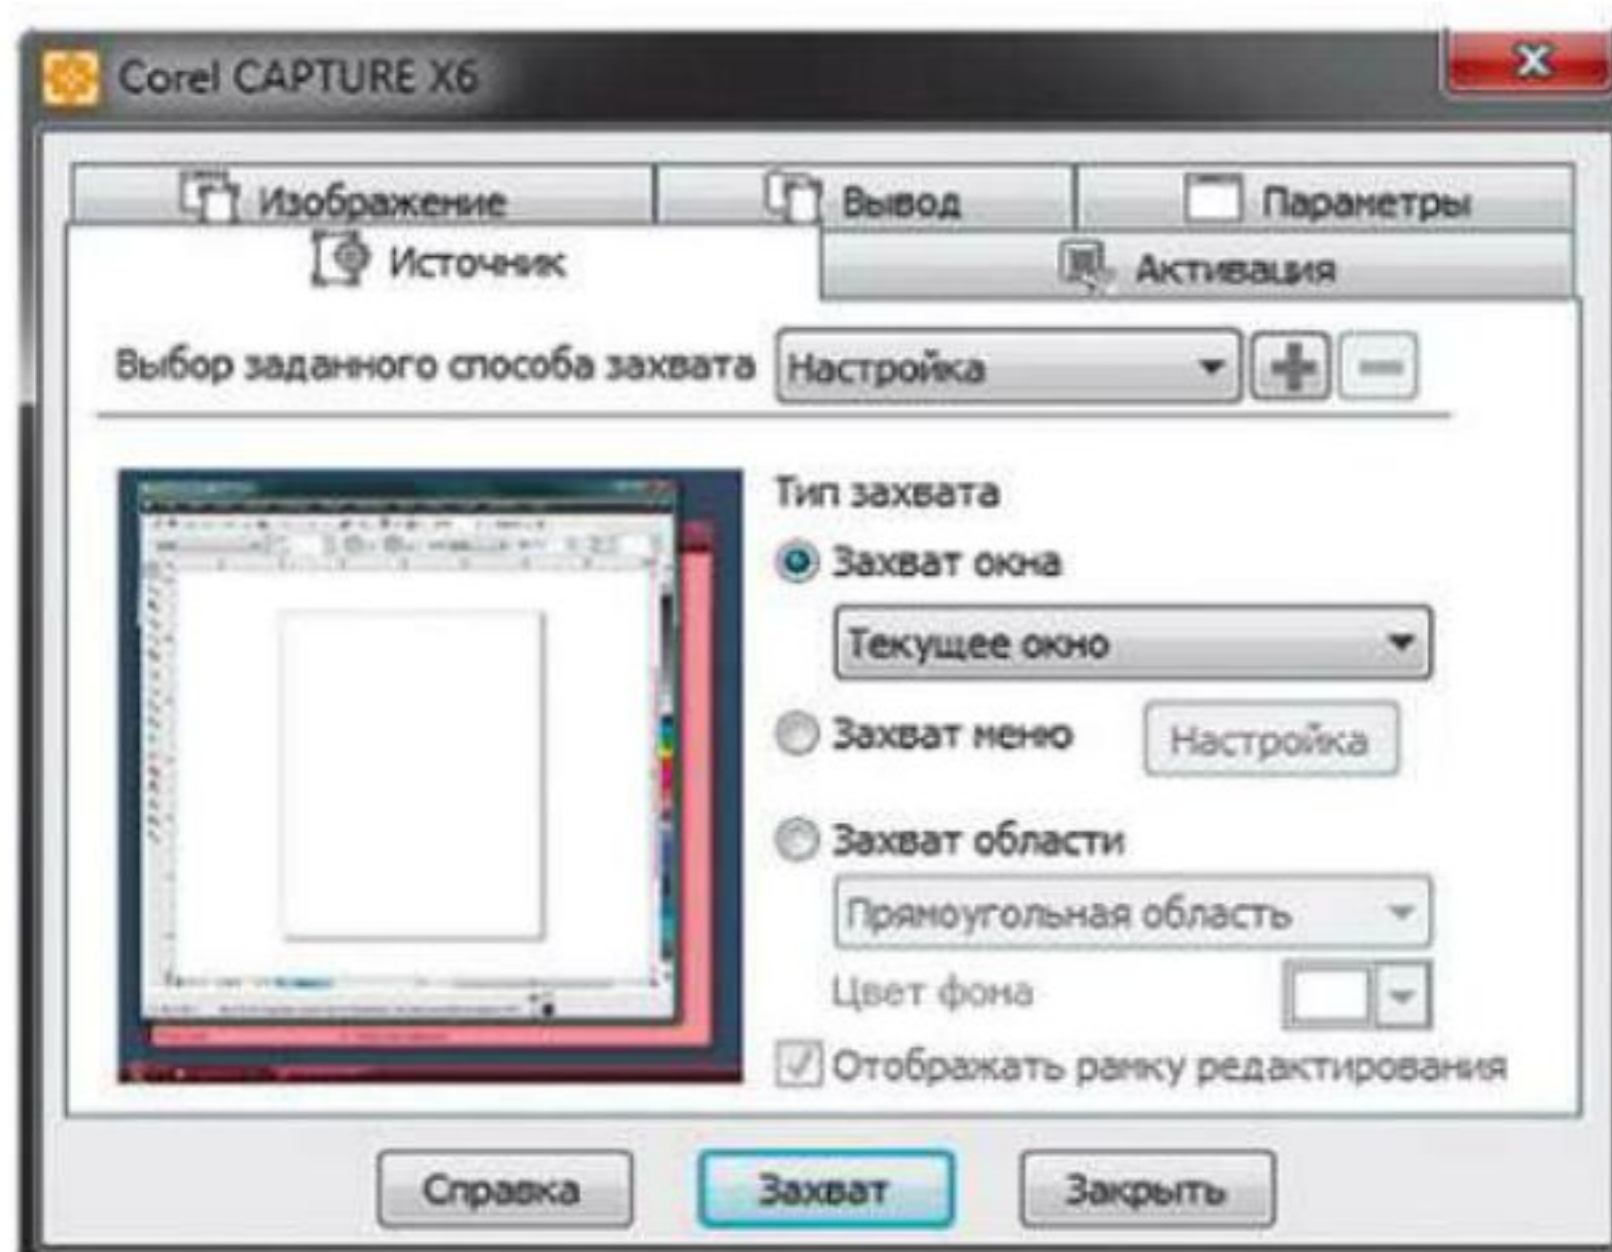 Corel CAPTURE X6
Изображение Вывод Параметры
Источник Активация
Выбор заданного способа захвата Настройка
Тип захвата
Захват окна
Текущее окно
Захват меню Настройка
Захват области
Прямоугольная область
Цвет фона
Отображать рамку редактирования
Справка Захват Закрыть